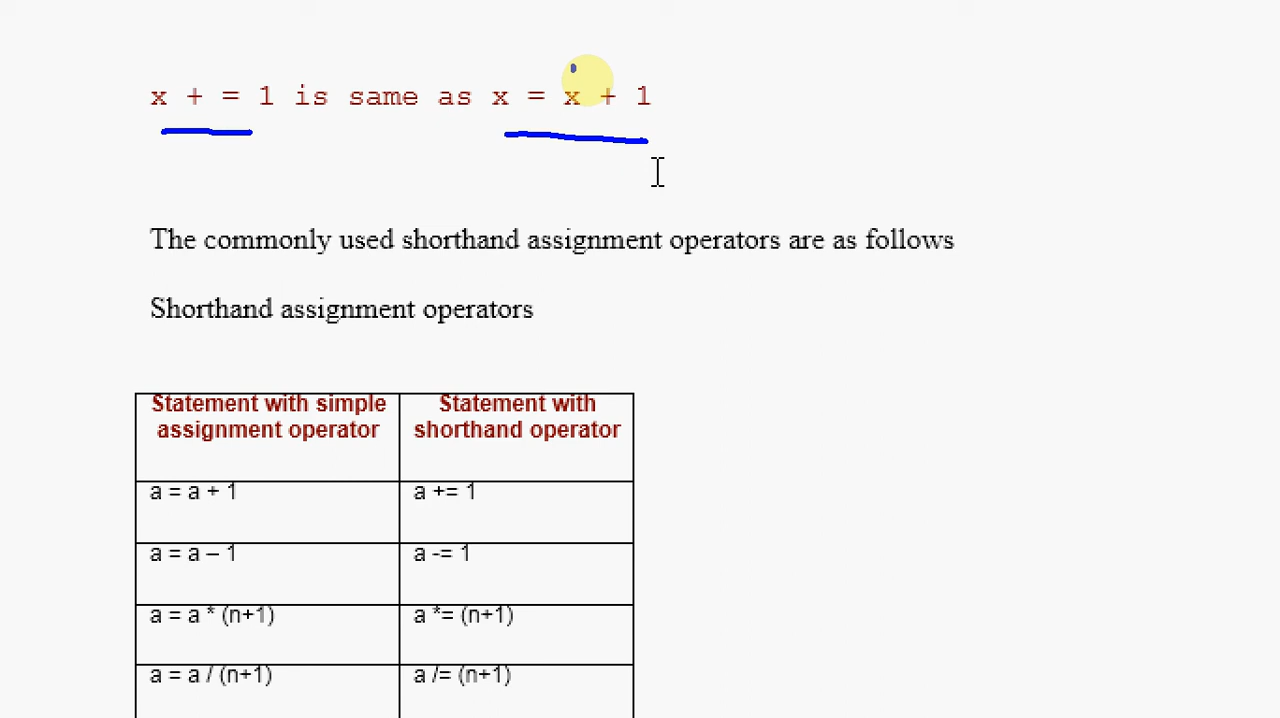 x + = 1 is same as x = x + 1
The commonly used shorthand assignment operators are as follows
Shorthand assignment operators
Statement with simple assignment operator
Statement with shorthand operator
a = a + 1
a += 1
a = a – 1
a -= 1
a = a * (n+1)
a *= (n+1)
a = a / (n+1)
a /= (n+1)